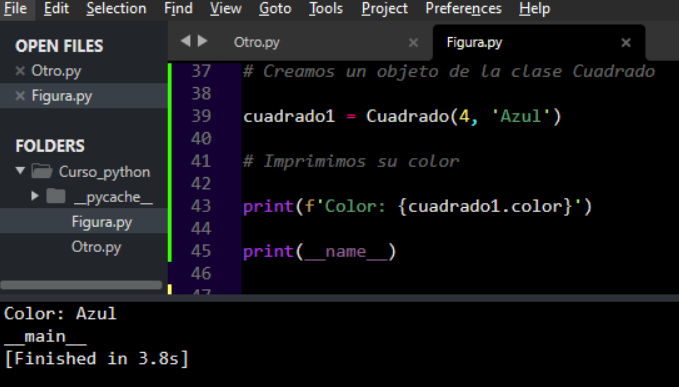 File Edit Selection Find View Goto Tools Project Preferences Help
OPEN FILES
Otro.py
Figura.py
FOLDERS
Curso_python
__pycache__
Figura.py
Otro.py
Otro.py
Figura.py
37 # Creamos un objeto de la clase Cuadrado
38
39 cuadrado1 = Cuadrado(4, 'Azul')
40
41 # Imprimimos su color
42
43 print(f'Color: {cuadrado1.color}')
44
45 print(__name__)
46
47
Color: Azul
__main__
[Finished in 3.8s]